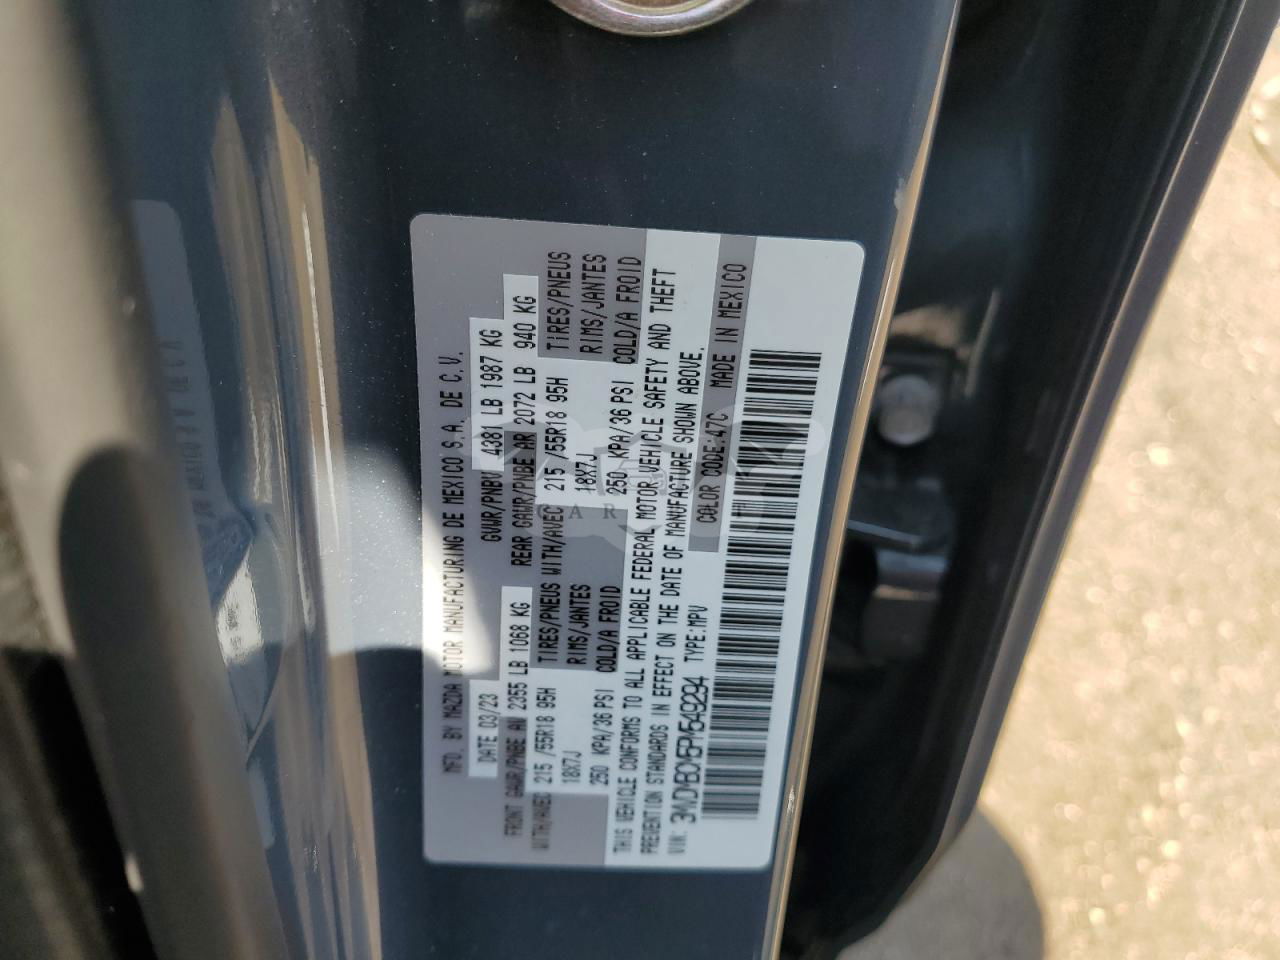 MFD. BY MAZDA MOTOR MANUFACTURING DE MEXICO S.A. DE C.V.
DATE 03/23 GVWR/PNBV 4381 LB 1987 KG
FRONT GAWR/PNBE AV 2355 LB 1068 KG REAR GAWR/PNBE AR 2072 LB 940 KG
WITH/AVEC 215 /55R18 95H TIRES/PNEUS WITH/AVEC 215 /55R18 95H TIRES/PNEUS
18X7J RIMS/JANTES 18X7J RIMS/JANTES
250 KPA/36 PSI COLD/A FROID 250 KPA/36 PSI COLD/A FROID
THIS VEHICLE CONFORMS TO ALL APPLICABLE FEDERAL MOTOR VEHICLE SAFETY AND THEFT
PREVENTION STANDARDS IN EFFECT ON THE DATE OF MANUFACTURE SHOWN ABOVE.
VIN: TYPE:MPV COLOR CODE:47C MADE IN MEXICO